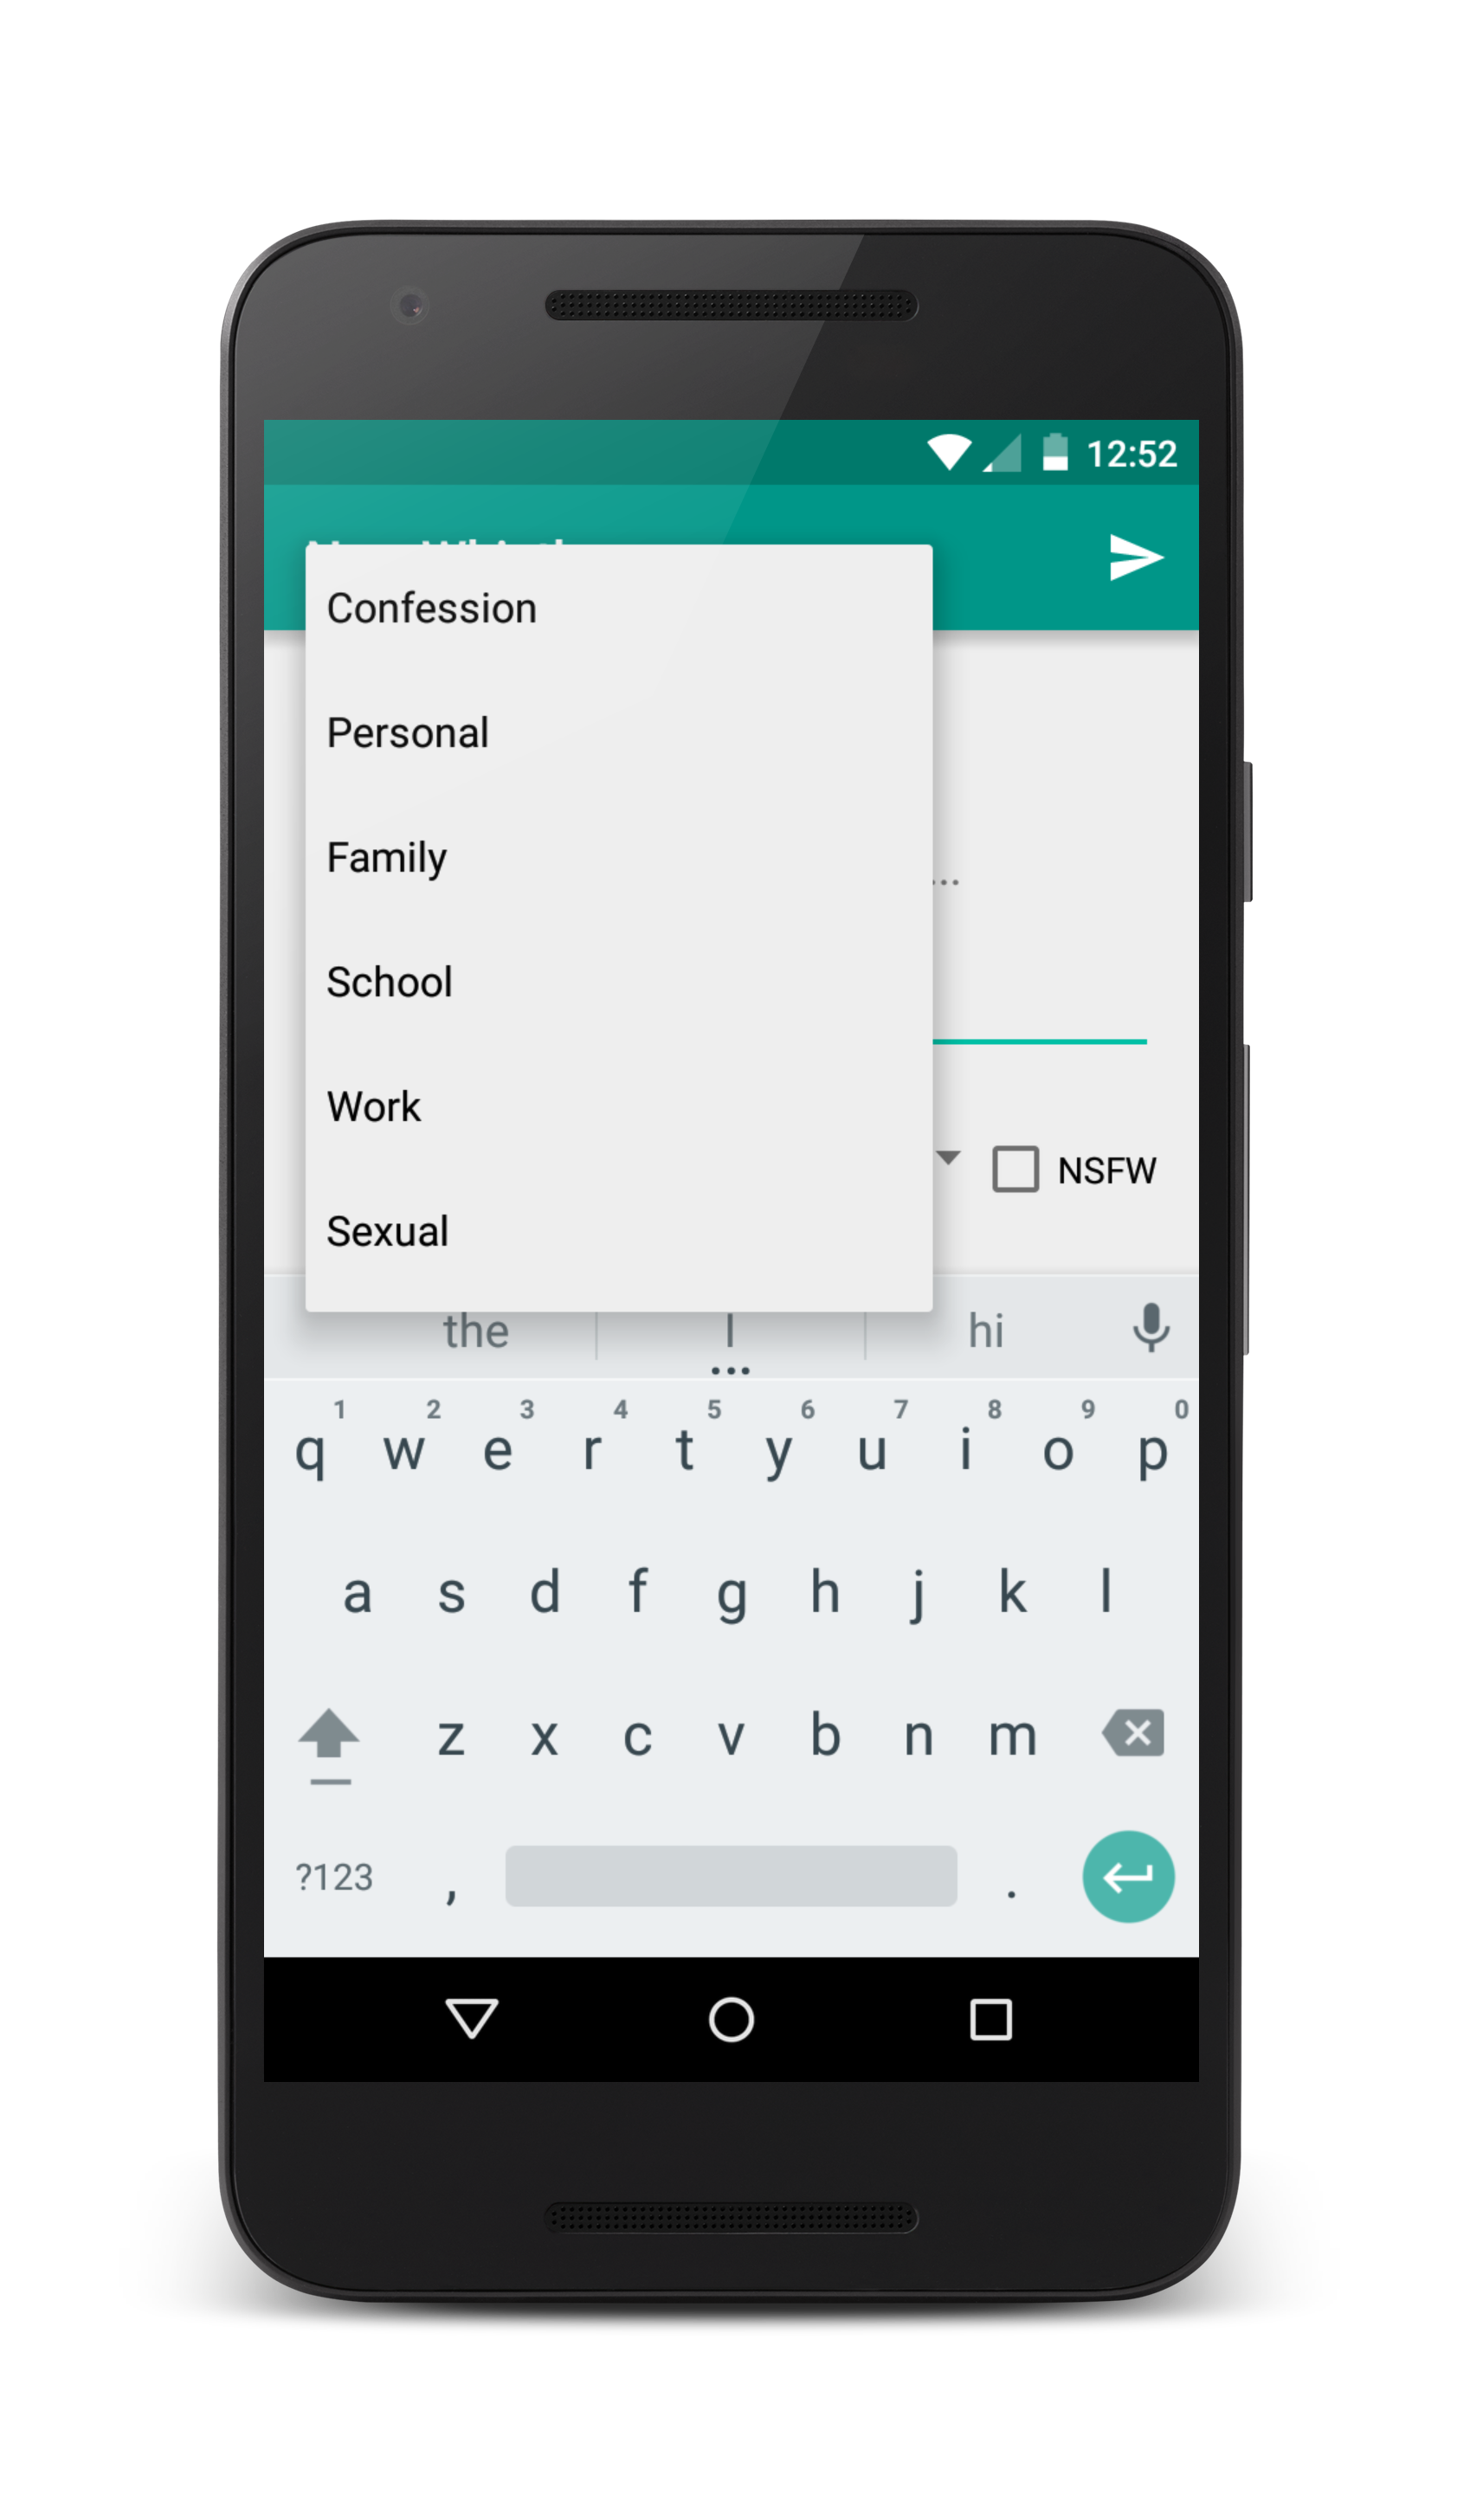 12:52
Confession
Personal
Family
School
Work
NSFW
Sexual
the I hi
1 2 3 4 5 6 7 8 9 0
q w e r t y u i o p
a s d f g h j k l
z x c v b n m
?123 , .